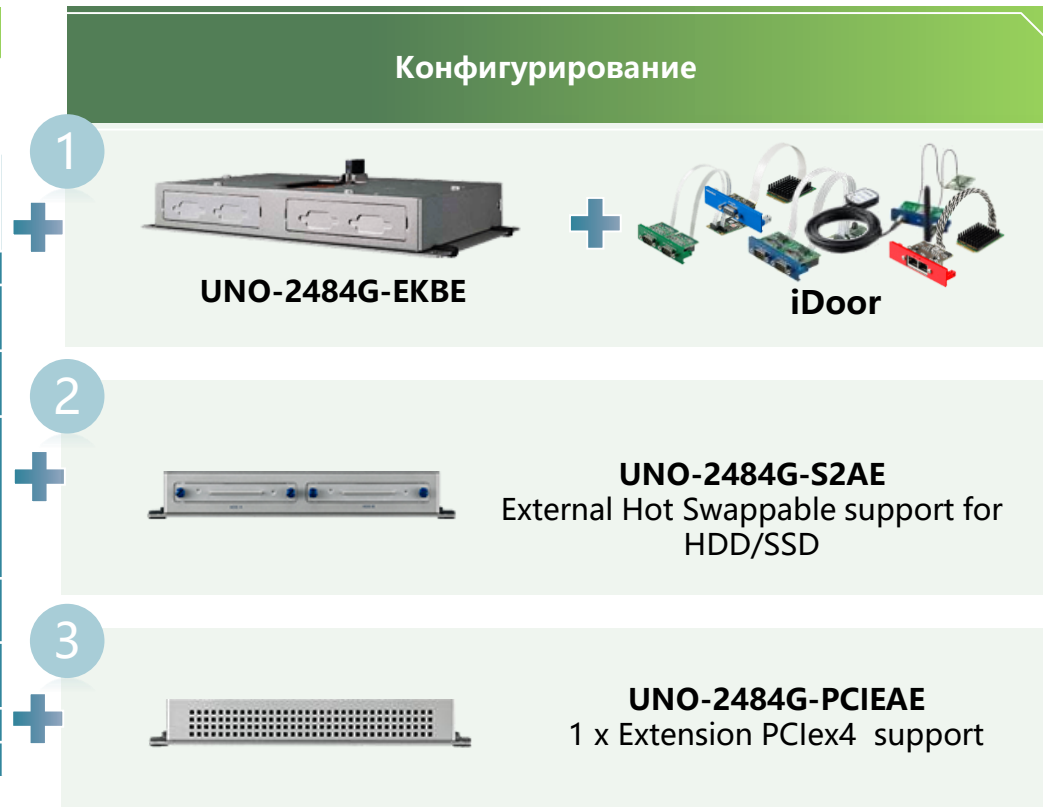 Конфигурирование
1
UNO-2484G-EKBE
iDoor
2
UNO-2484G-S2AE
External Hot Swappable support for
HDD/SSD
3
UNO-2484G-PCIEAE
1 x Extension PCIex4 support